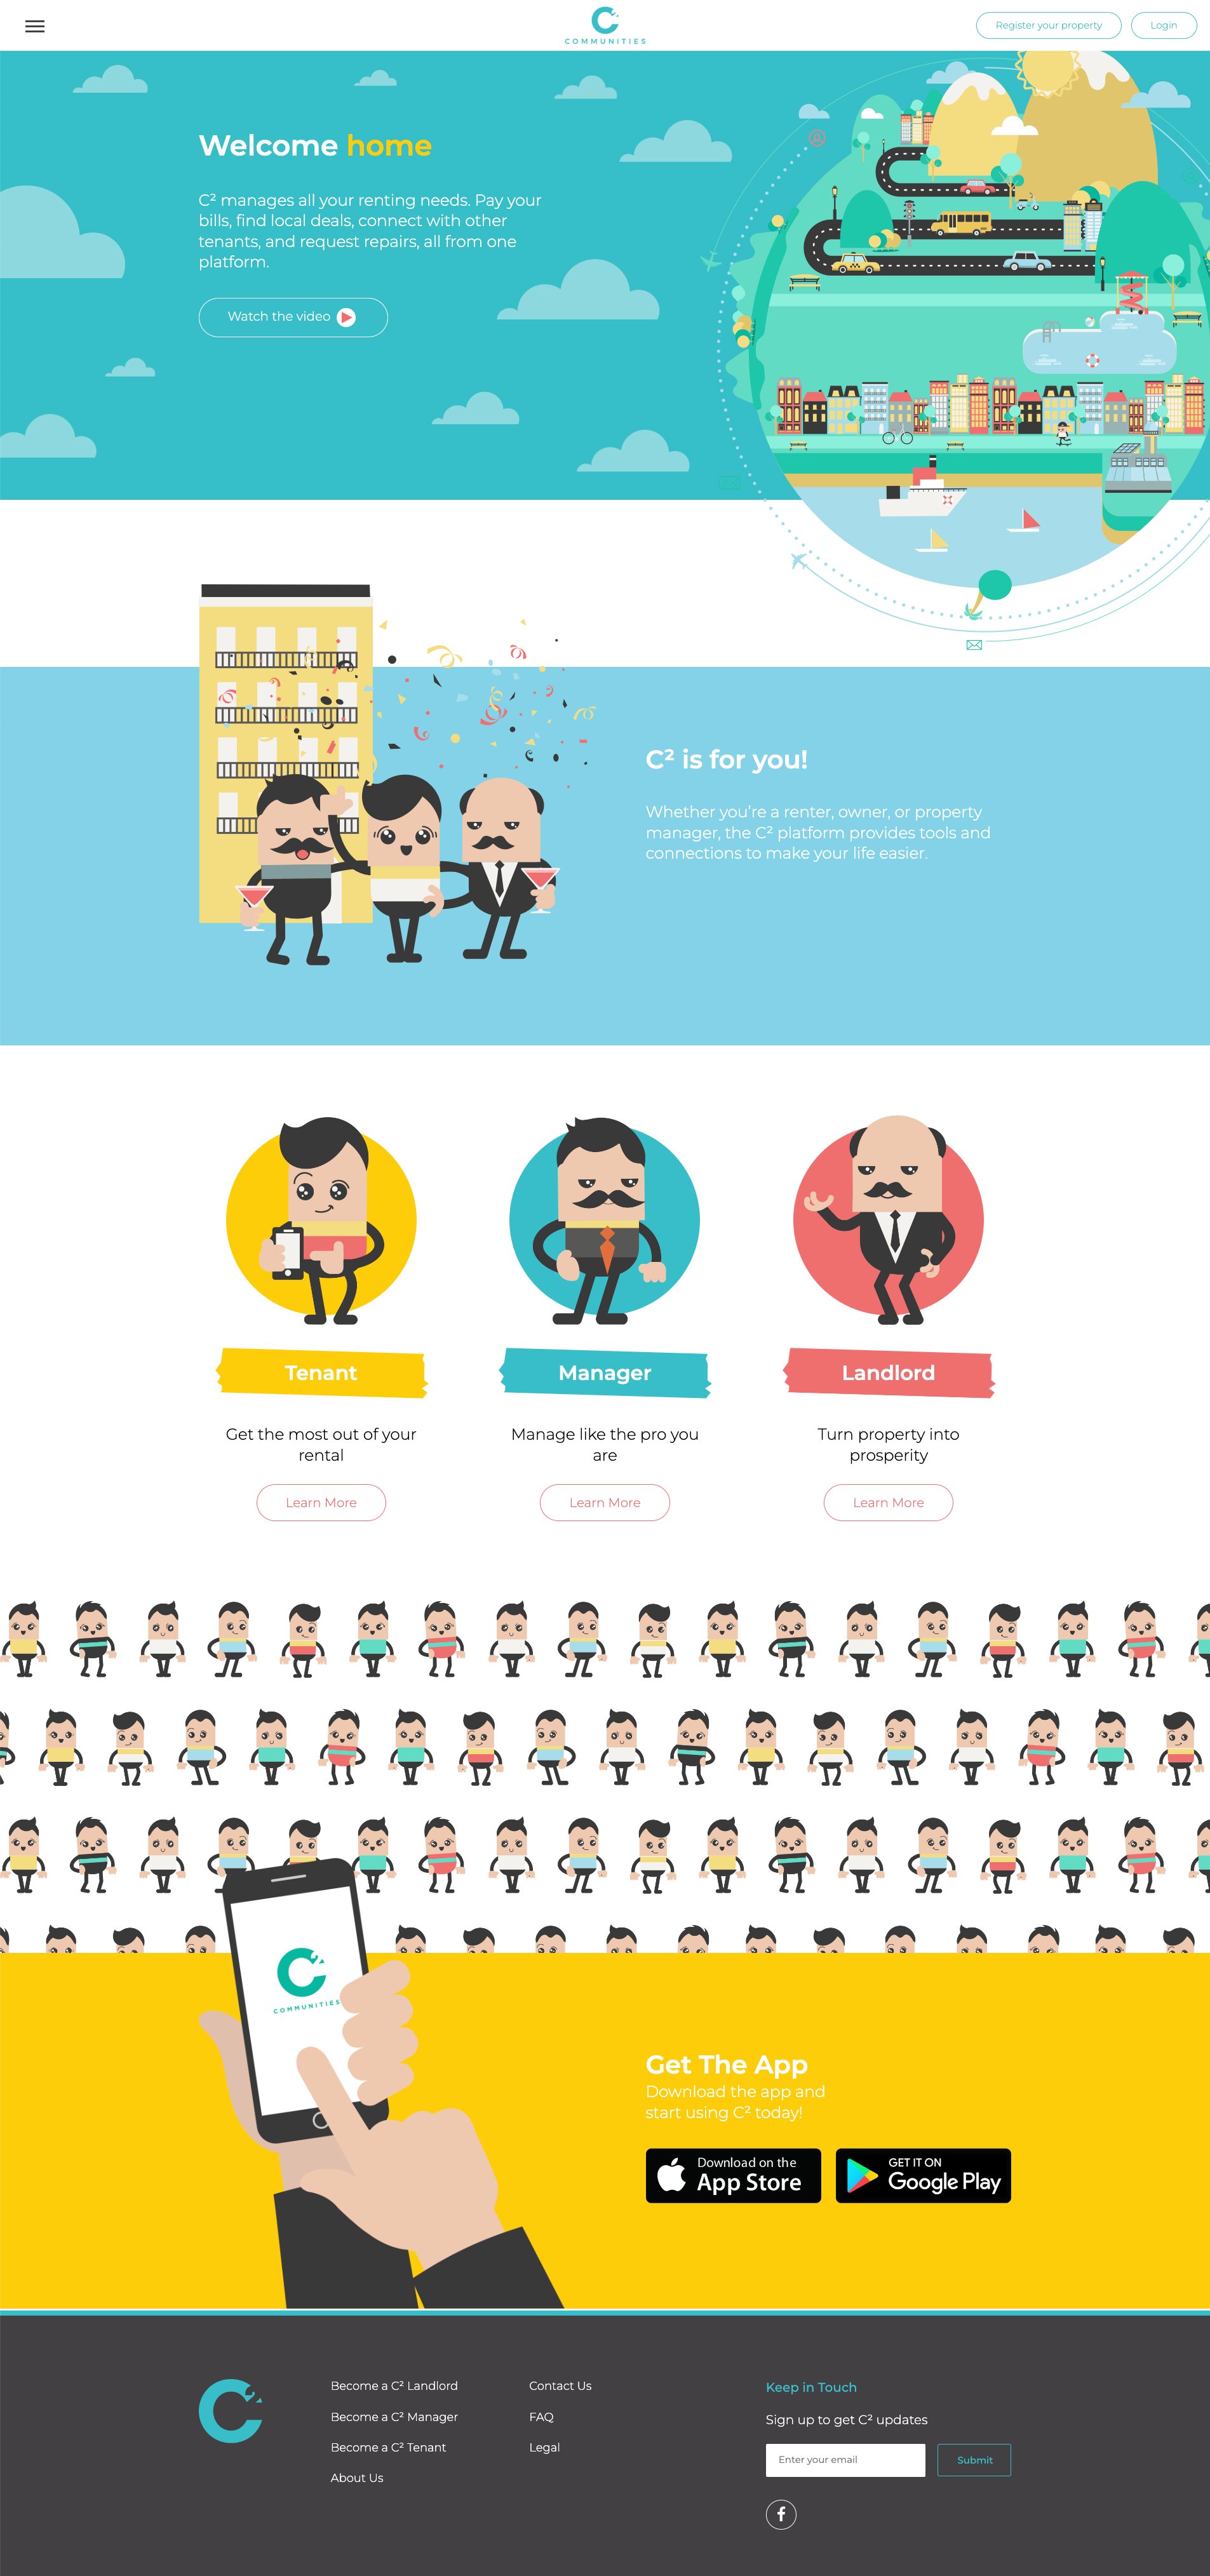 C2
COMMUNITIES
Register your property
Login
Welcome home
C² manages all your renting needs. Pay your
bills, find local deals, connect with other
tenants, and request repairs, all from one
platform.
Watch the video
C² is for you!
Whether you're a renter, owner, or property
manager, the C² platform provides tools and
connections to make your life easier.
Tenant
Manager
Landlord
Get the most out of your
rental
Manage like the pro you
are
Turn property into
prosperity
Learn More
Learn More
Learn More
C2
COMMUNITIES
Get The App
Download the app and
start using C² today!
Download on the
App Store
GET IT ON
Google Play
C2
Become a C² Landlord
Become a C² Manager
Become a C² Tenant
About Us
Contact Us
FAQ
Legal
Keep in Touch
Sign up to get C² updates
Enter your email
Submit